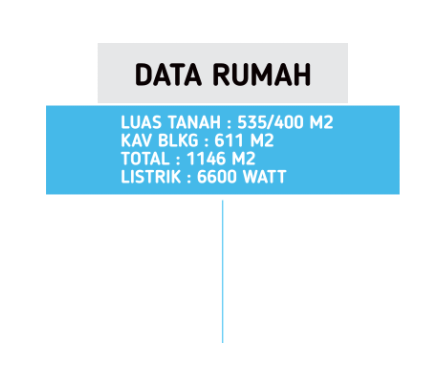 DATA RUMAH
LUAS TANAH : 535/400 M2
KAV BLKG : 611 M2
TOTAL : 1146 M2
LISTRIK : 6600 WATT